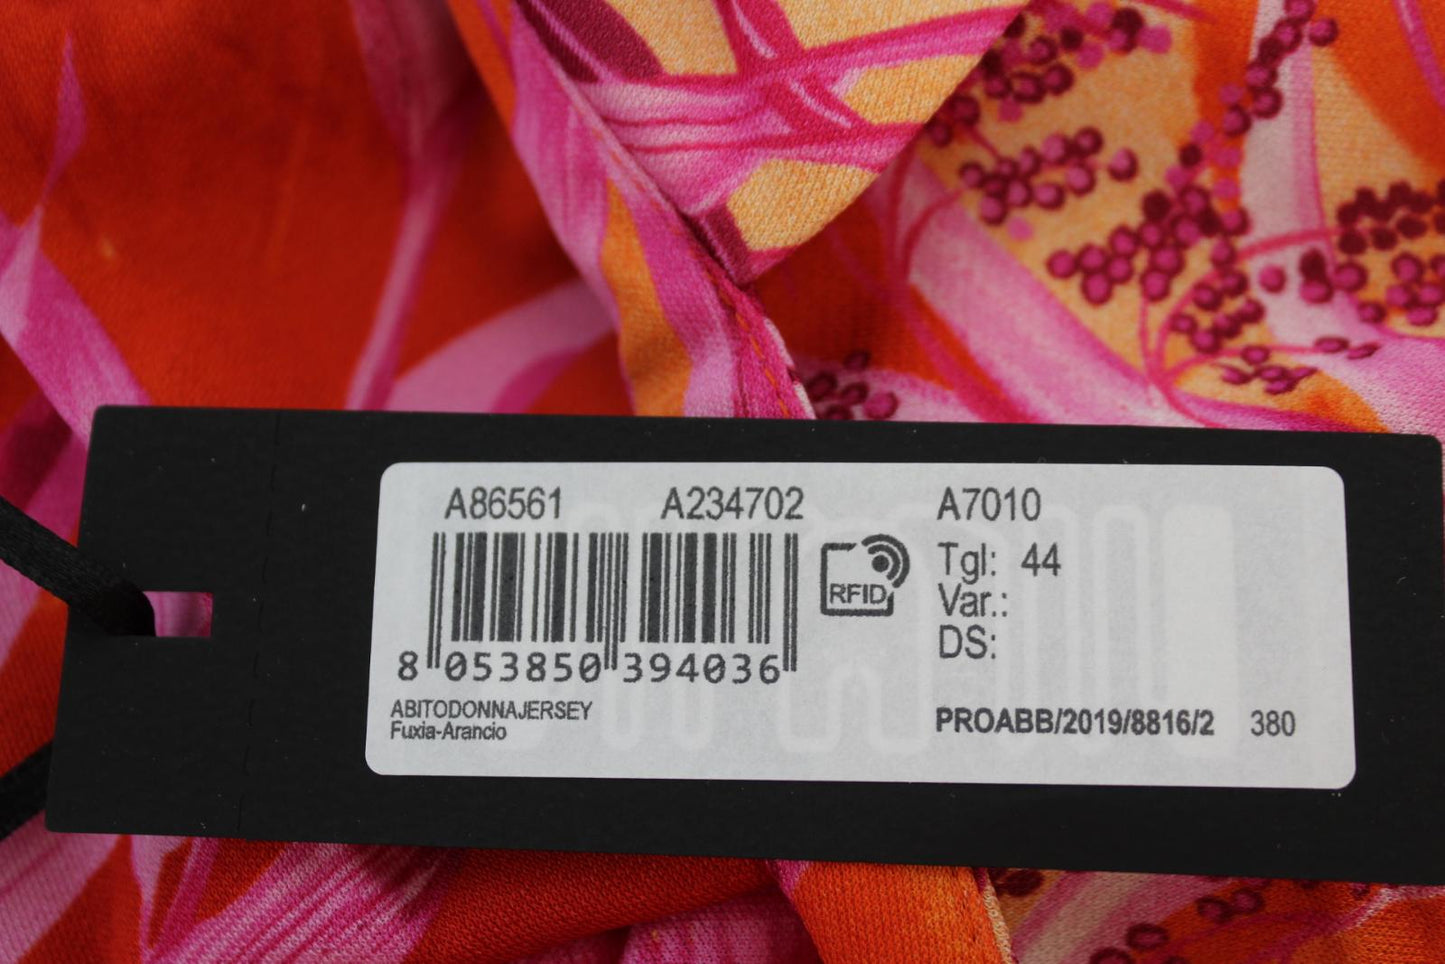 A86561 A234702 A7010
RFID
Tgl: 44
Var.:
DS:
8 053850 394036
ABITODONNAJERSEY
Fuxia-Arancio
PROABB/2019/8816/2 380